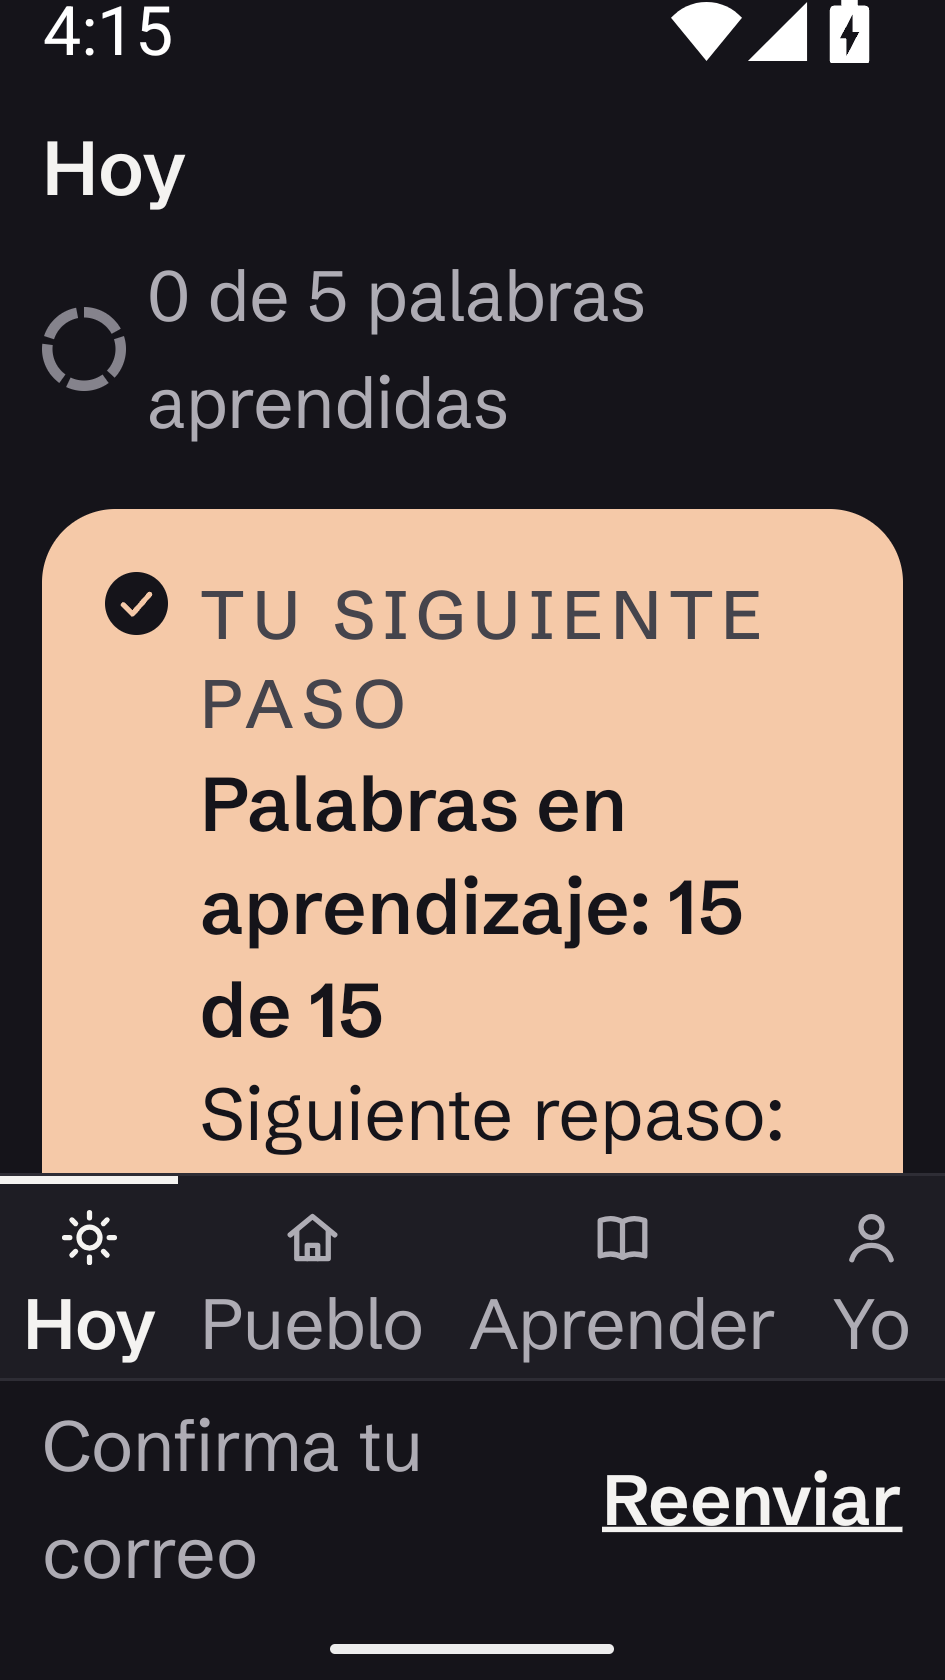 4:15
Hoy
0 de 5 palabras
aprendidas
TU SIGUIENTE
PASO
Palabras en
aprendizaje: 15
de 15
Siguiente repaso:
Hoy
Pueblo
Aprender
Yo
Confirma tu
correo
Reenviar